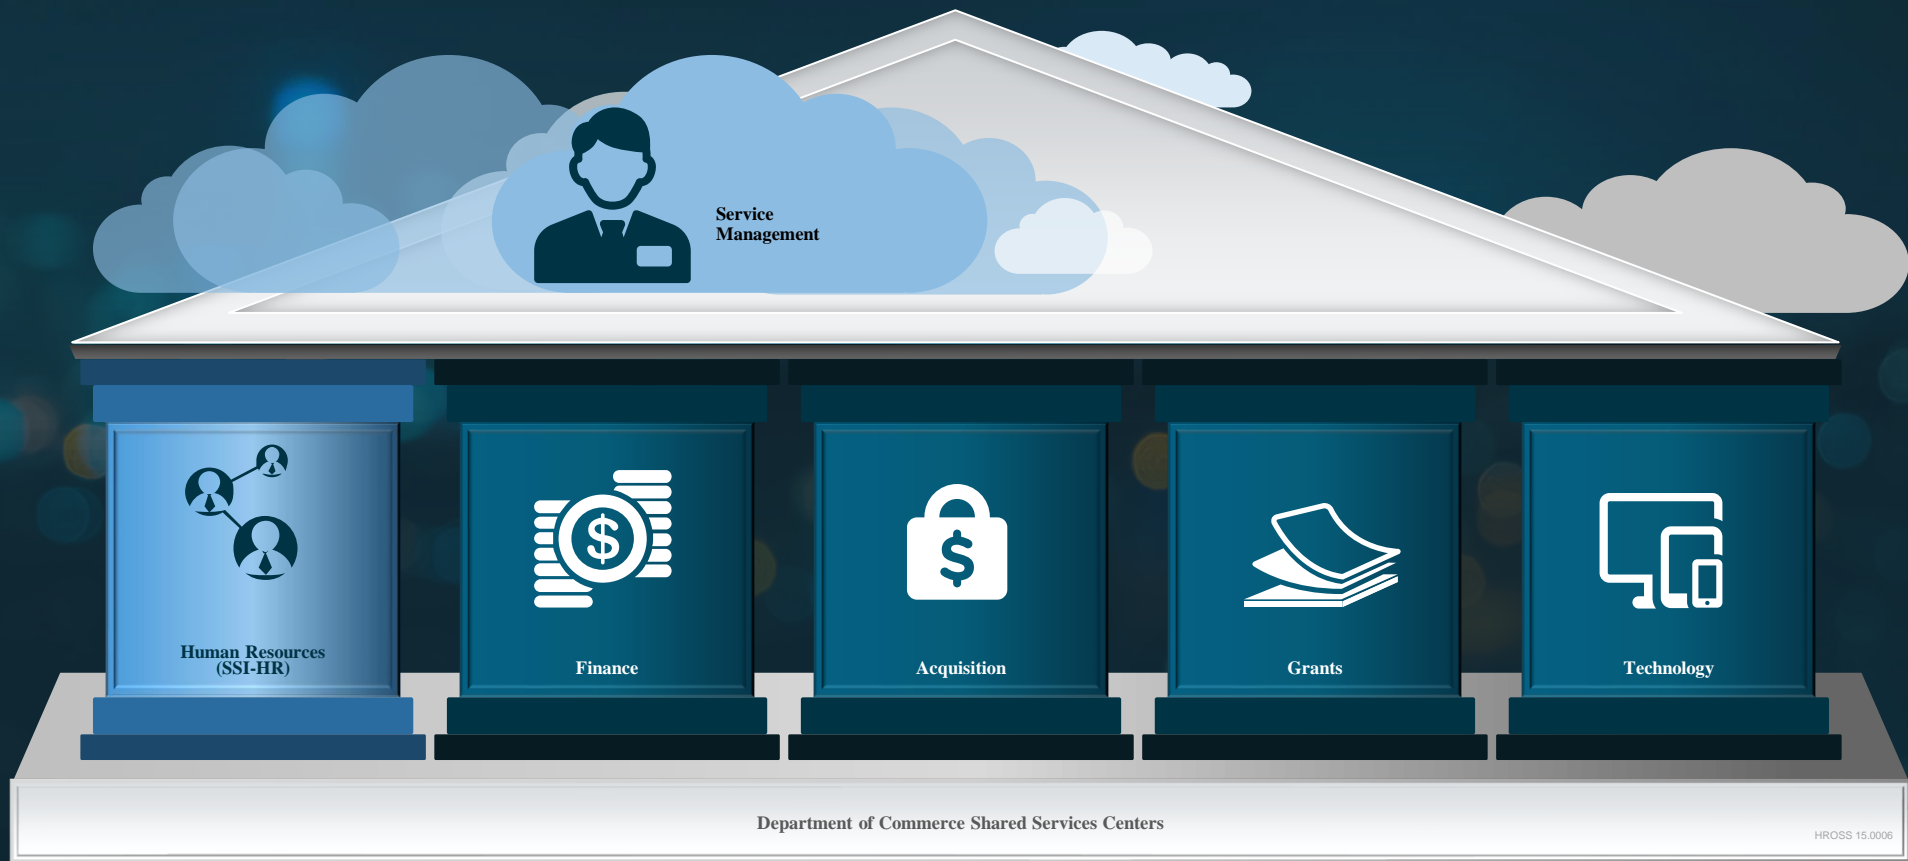 Service
Management
Human Resources
(SSI-HR)
Finance
Acquisition
Grants
Technology
Department of Commerce Shared Services Centers
HROSS 15.0006